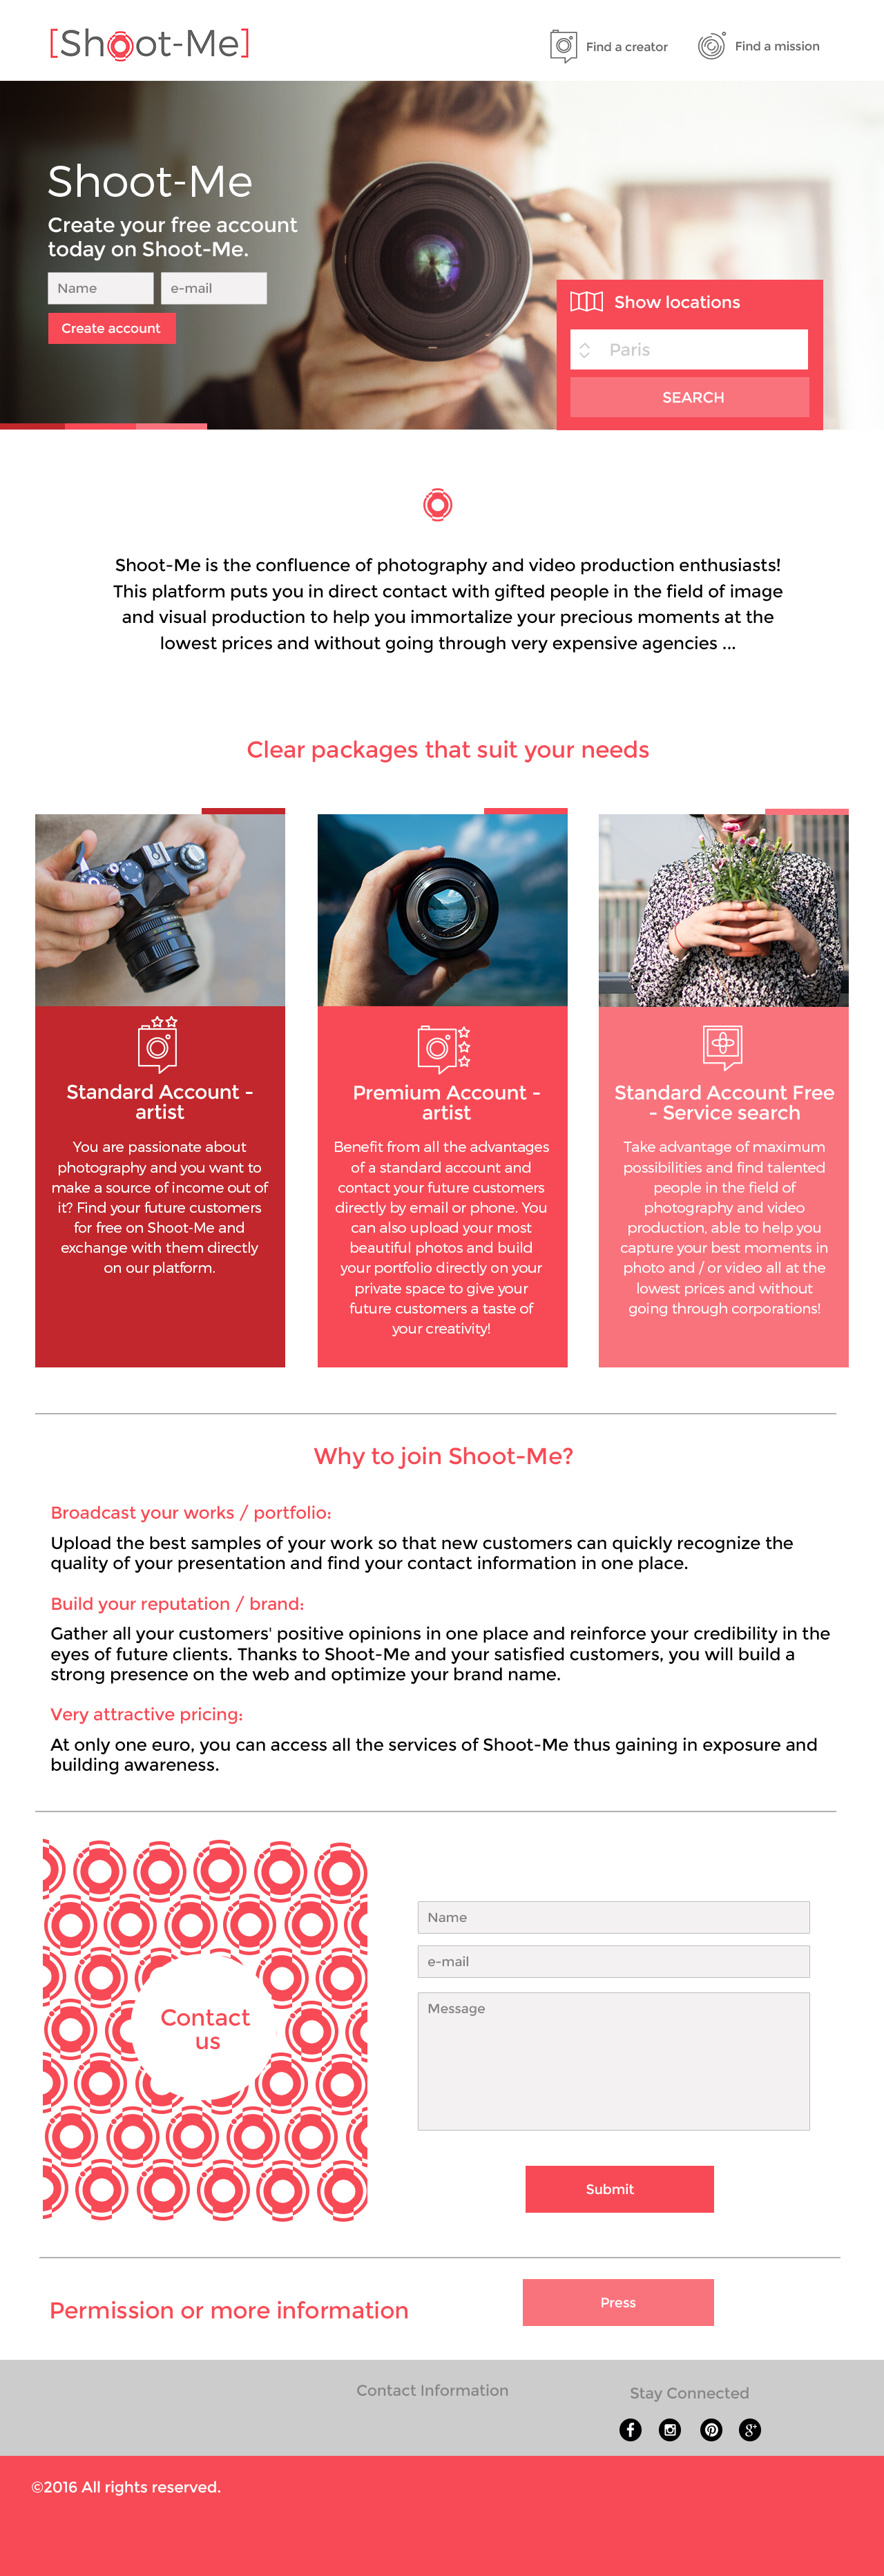 [Shoot-Me]
Find a creator
Find a mission
Shoot-Me
Create your free account
today on Shoot-Me.
Name
e-mail
Create account
Show locations
Paris
SEARCH
Shoot-Me is the confluence of photography and video production enthusiasts!
This platform puts you in direct contact with gifted people in the field of image
and visual production to help you immortalize your precious moments at the
lowest prices and without going through very expensive agencies ...
Clear packages that suit your needs
Standard Account -
artist
You are passionate about
photography and you want to
make a source of income out of
it? Find your future customers
for free on Shoot-Me and
exchange with them directly
on our platform.
Premium Account -
artist
Benefit from all the advantages
of a standard account and
contact your future customers
directly by email or phone. You
can also upload your most
beautiful photos and build
your portfolio directly on your
private space to give your
future customers a taste of
your creativity!
Standard Account Free
- Service search
Take advantage of maximum
possibilities and find talented
people in the field of
photography and video
production, able to help you
capture your best moments in
photo and / or video all at the
lowest prices and without
going through corporations!
Why to join Shoot-Me?
Broadcast your works / portfolio:
Upload the best samples of your work so that new customers can quickly recognize the
quality of your presentation and find your contact information in one place.
Build your reputation / brand:
Gather all your customers' positive opinions in one place and reinforce your credibility in the
eyes of future clients. Thanks to Shoot-Me and your satisfied customers, you will build a
strong presence on the web and optimize your brand name.
Very attractive pricing:
At only one euro, you can access all the services of Shoot-Me thus gaining in exposure and
building awareness.
Contact
us
Name
e-mail
Message
Submit
Permission or more information
Press
Contact Information
Stay Connected
©2016 All rights reserved.